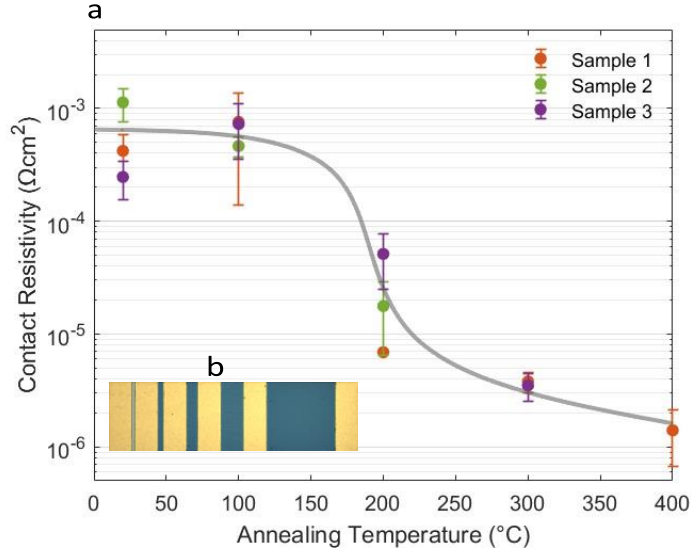 a
Sample 1
Sample 2
Sample 3
10⁻³
10⁻⁴
10⁻⁵
10⁻⁶
Contact Resistivity (Ωcm²)
b
0 50 100 150 200 250 300 350 400
Annealing Temperature (°C)